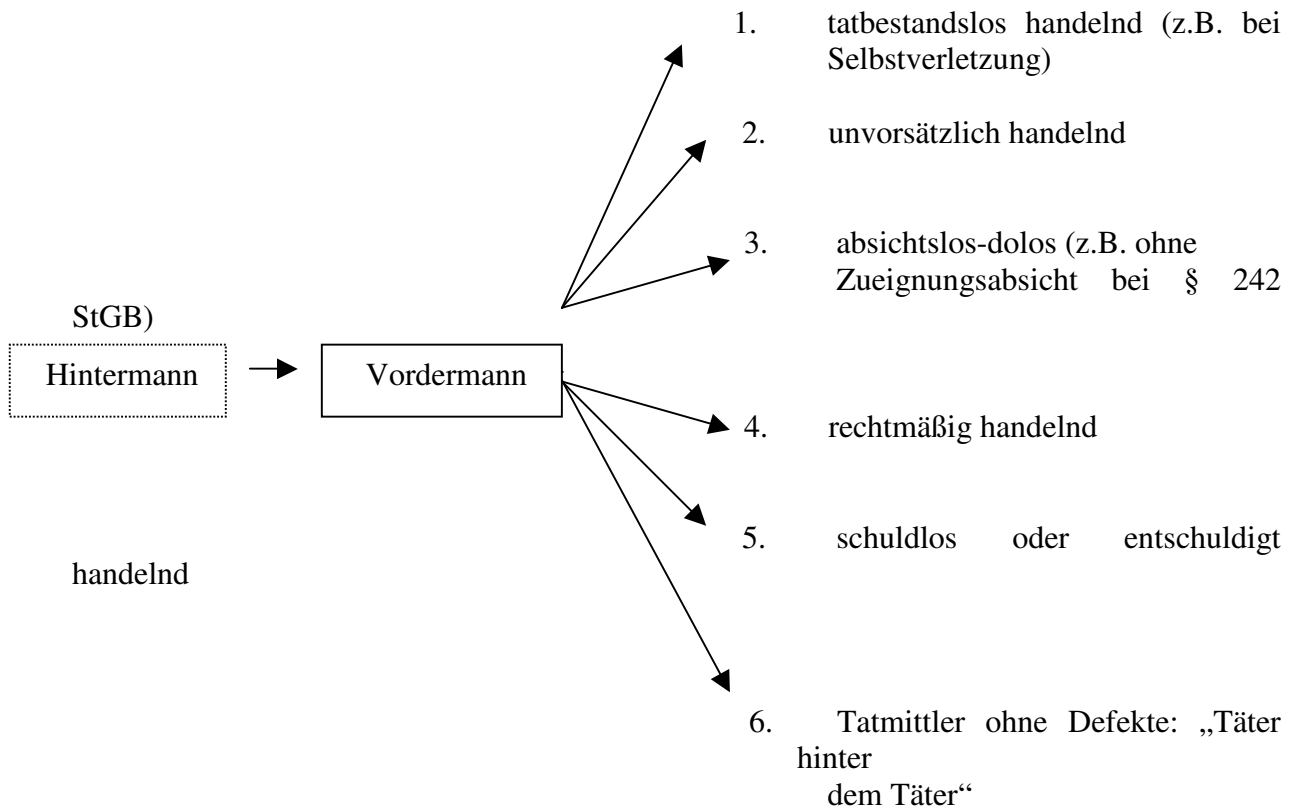 1. tatbestandslos handelnd (z.B. bei
Selbstverletzung)
2. unvorsätzlich handelnd
3. absichtslos-dolos (z.B. ohne
Zueignungsabsicht bei § 242
StGB)
Hintermann
Vordermann
4. rechtmäßig handelnd
5. schuldlos oder entschuldigt
handelnd
6. Tatmittler ohne Defekte: „Täter
hinter
dem Täter“